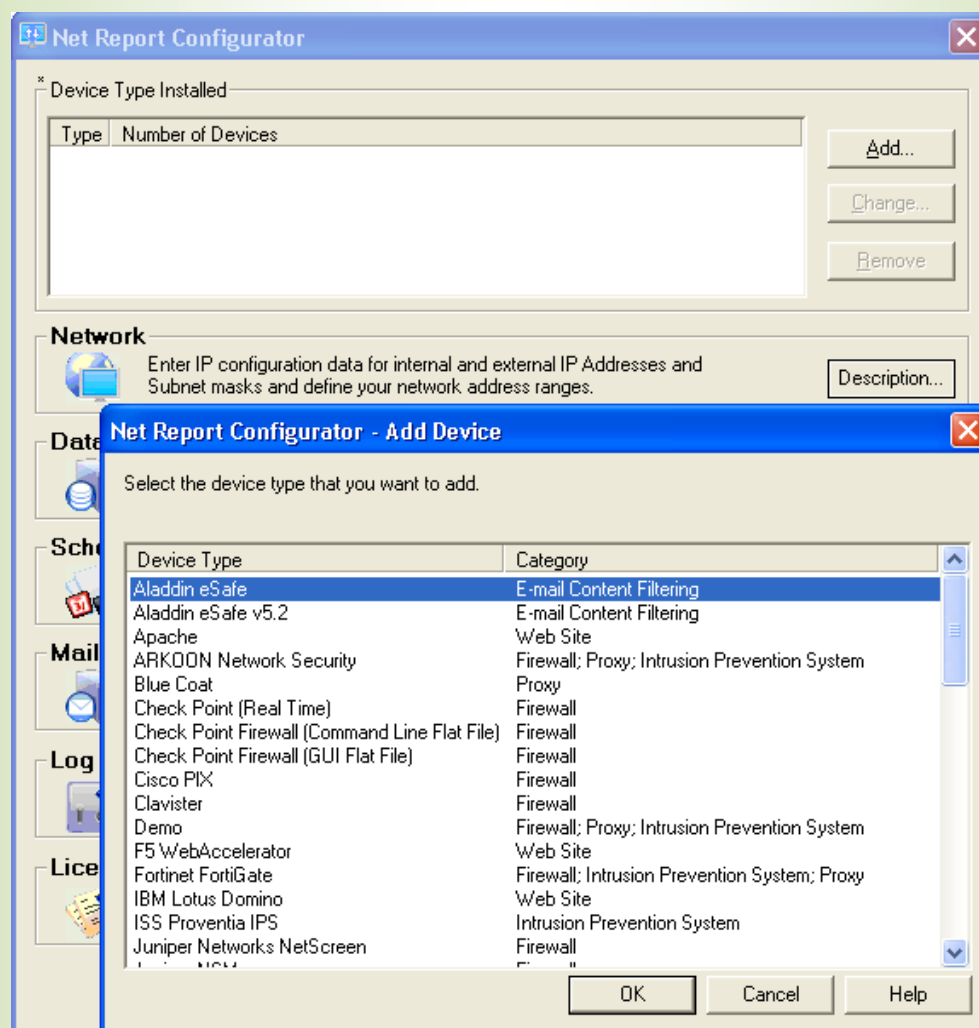 Net Report Configurator
* Device Type Installed
Type Number of Devices
Add...
Change...
Remove
Network
Enter IP configuration data for internal and external IP Addresses and
Subnet masks and define your network address ranges.
Description...
Data
Net Report Configurator - Add Device
Select the device type that you want to add.
Sche
Mail
Log
Lice
Device Type Category
Aladdin eSafe E-mail Content Filtering
Aladdin eSafe v5.2 E-mail Content Filtering
Apache Web Site
ARKOON Network Security Firewall; Proxy; Intrusion Prevention System
Blue Coat Proxy
Check Point (Real Time) Firewall
Check Point Firewall (Command Line Flat File) Firewall
Check Point Firewall (GUI Flat File) Firewall
Cisco PIX Firewall
Clavister Firewall
Demo Firewall; Proxy; Intrusion Prevention System
F5 WebAccelerator Web Site
Fortinet FortiGate Firewall; Intrusion Prevention System; Proxy
IBM Lotus Domino Web Site
ISS Proventia IPS Intrusion Prevention System
Juniper Networks NetScreen Firewall
OK
Cancel
Help